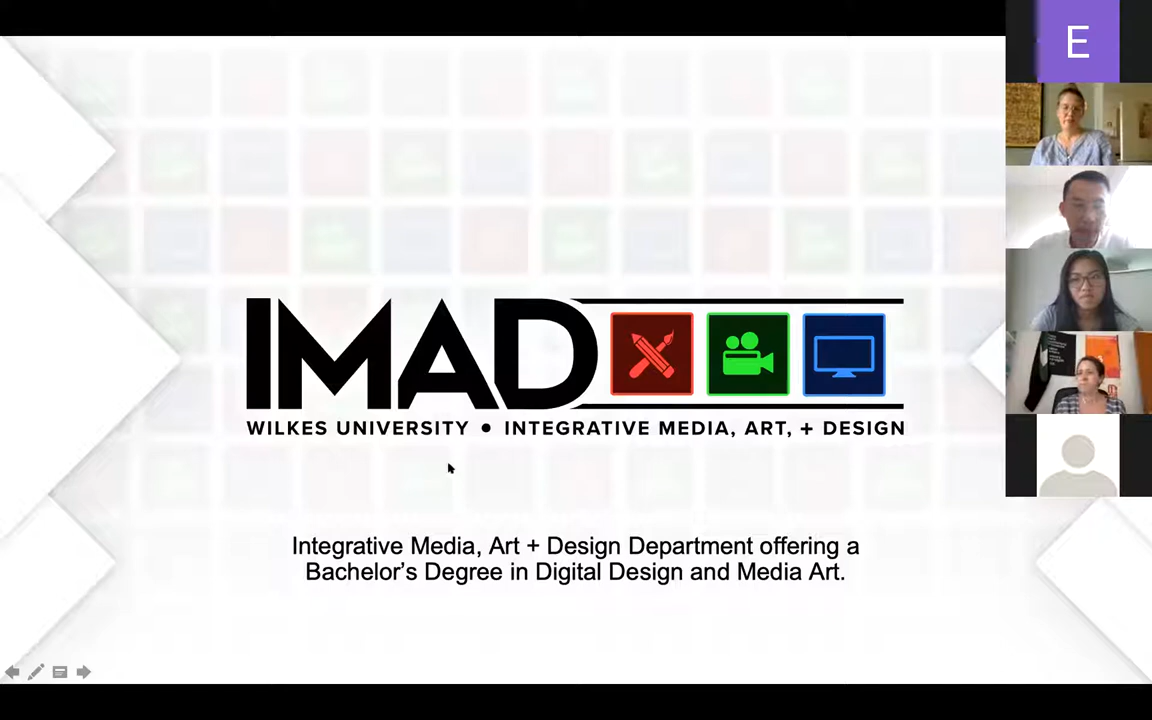 E
IMAD
WILKES UNIVERSITY • INTEGRATIVE MEDIA, ART, + DESIGN
Integrative Media, Art + Design Department offering a
Bachelor's Degree in Digital Design and Media Art.